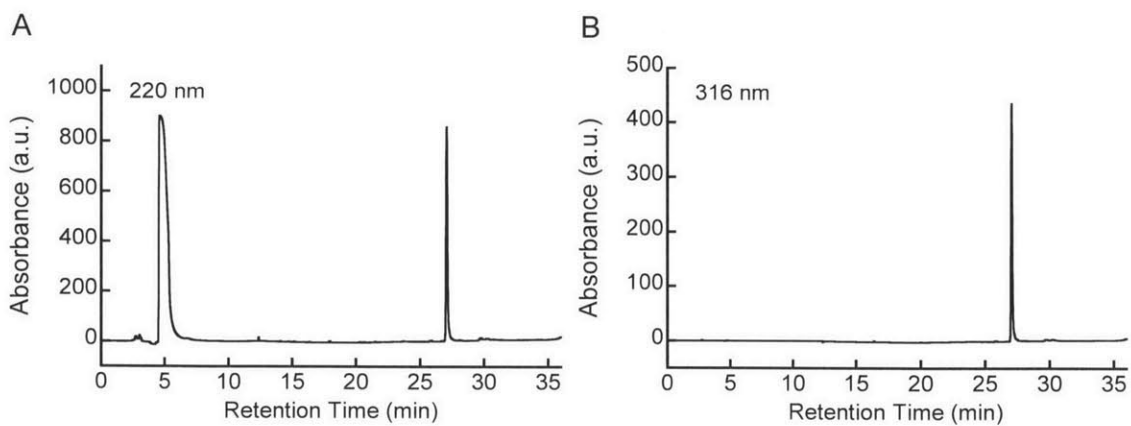 A
220 nm
1000
800
600
400
200
0
Absorbance (a.u.)
0 5 10 15 20 25 30 35
Retention Time (min)
B
316 nm
500
400
300
200
100
0
Absorbance (a.u.)
0 5 10 15 20 25 30 35
Retention Time (min)